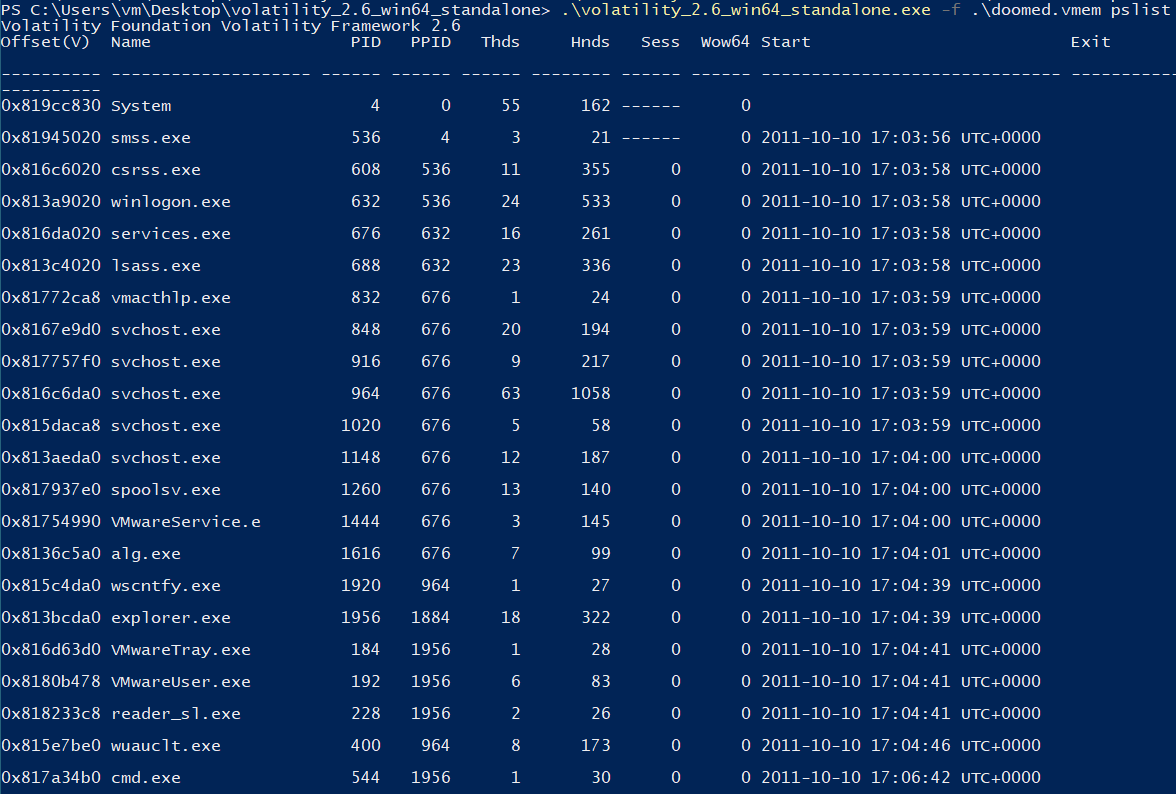 PS C:\Users\vm\Desktop\volatility_2.6_win64_standalone> .\volatility_2.6_win64_standalone.exe -f .\doomed.vmem pslist
Volatility Foundation Volatility Framework 2.6
Offset(V)  Name                    PID   PPID   Thds     Hnds   Sess  Wow64 Start                          Exit
---------- -------------------- ------ ------ ------ -------- ------ ------ ------------------------------ -----------
----------
0x819cc830 System                    4      0     55      162 ------      0
0x81945020 smss.exe                536      4      3       21 ------      0 2011-10-10 17:03:56 UTC+0000
0x816c6020 csrss.exe               608    536     11      355      0      0 2011-10-10 17:03:58 UTC+0000
0x813a9020 winlogon.exe            632    536     24      533      0      0 2011-10-10 17:03:58 UTC+0000
0x816da020 services.exe            676    632     16      261      0      0 2011-10-10 17:03:58 UTC+0000
0x813c4020 lsass.exe               688    632     23      336      0      0 2011-10-10 17:03:58 UTC+0000
0x81772ca8 vmacthlp.exe            832    676      1       24      0      0 2011-10-10 17:03:59 UTC+0000
0x8167e9d0 svchost.exe             848    676     20      194      0      0 2011-10-10 17:03:59 UTC+0000
0x817757f0 svchost.exe             916    676      9      217      0      0 2011-10-10 17:03:59 UTC+0000
0x816c6da0 svchost.exe             964    676     63     1058      0      0 2011-10-10 17:03:59 UTC+0000
0x815daca8 svchost.exe            1020    676      5       58      0      0 2011-10-10 17:03:59 UTC+0000
0x813aeda0 svchost.exe            1148    676     12      187      0      0 2011-10-10 17:04:00 UTC+0000
0x817937e0 spoolsv.exe            1260    676     13      140      0      0 2011-10-10 17:04:00 UTC+0000
0x81754990 VMwareService.e        1444    676      3      145      0      0 2011-10-10 17:04:00 UTC+0000
0x8136c5a0 alg.exe                1616    676      7       99      0      0 2011-10-10 17:04:01 UTC+0000
0x815c4da0 wscntfy.exe            1920    964      1       27      0      0 2011-10-10 17:04:39 UTC+0000
0x813bcda0 explorer.exe           1956   1884     18      322      0      0 2011-10-10 17:04:39 UTC+0000
0x816d63d0 VMwareTray.exe          184   1956      1       28      0      0 2011-10-10 17:04:41 UTC+0000
0x8180b478 VMwareUser.exe          192   1956      6       83      0      0 2011-10-10 17:04:41 UTC+0000
0x818233c8 reader_sl.exe           228   1956      2       26      0      0 2011-10-10 17:04:41 UTC+0000
0x815e7be0 wuauclt.exe             400    964      8      173      0      0 2011-10-10 17:04:46 UTC+0000
0x817a34b0 cmd.exe                 544   1956      1       30      0      0 2011-10-10 17:06:42 UTC+0000